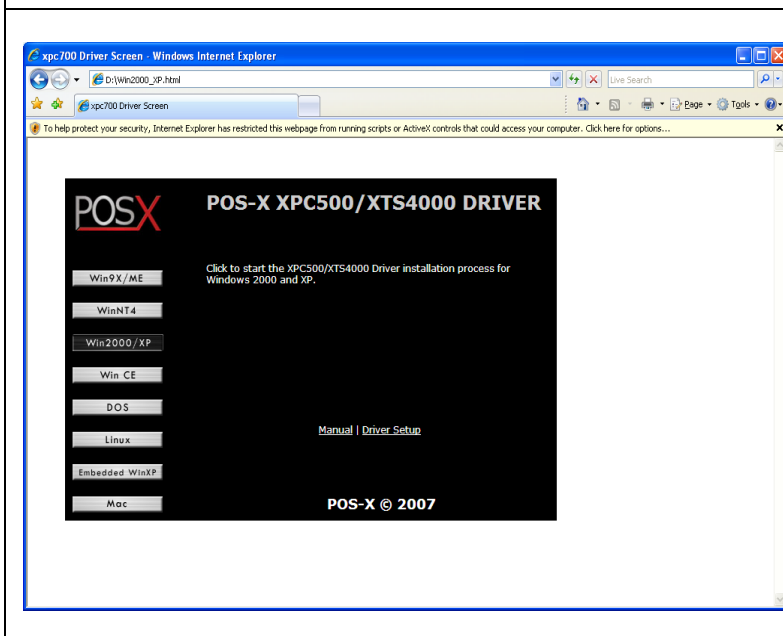 xpc700 Driver Screen - Windows Internet Explorer
D:\Win2000_XP.html
Live Search
xpc700 Driver Screen
Page
Tools
To help protect your security, Internet Explorer has restricted this webpage from running scripts or ActiveX controls that could access your computer. Click here for options...
POSX
POS-X XPC500/XTS4000 DRIVER
Click to start the XPC500/XTS4000 Driver installation process for
Windows 2000 and XP.
Win9X/ME
WinNT4
Win2000/XP
Win CE
DOS
Linux
Embedded WinXP
Mac
Manual | Driver Setup
POS-X © 2007